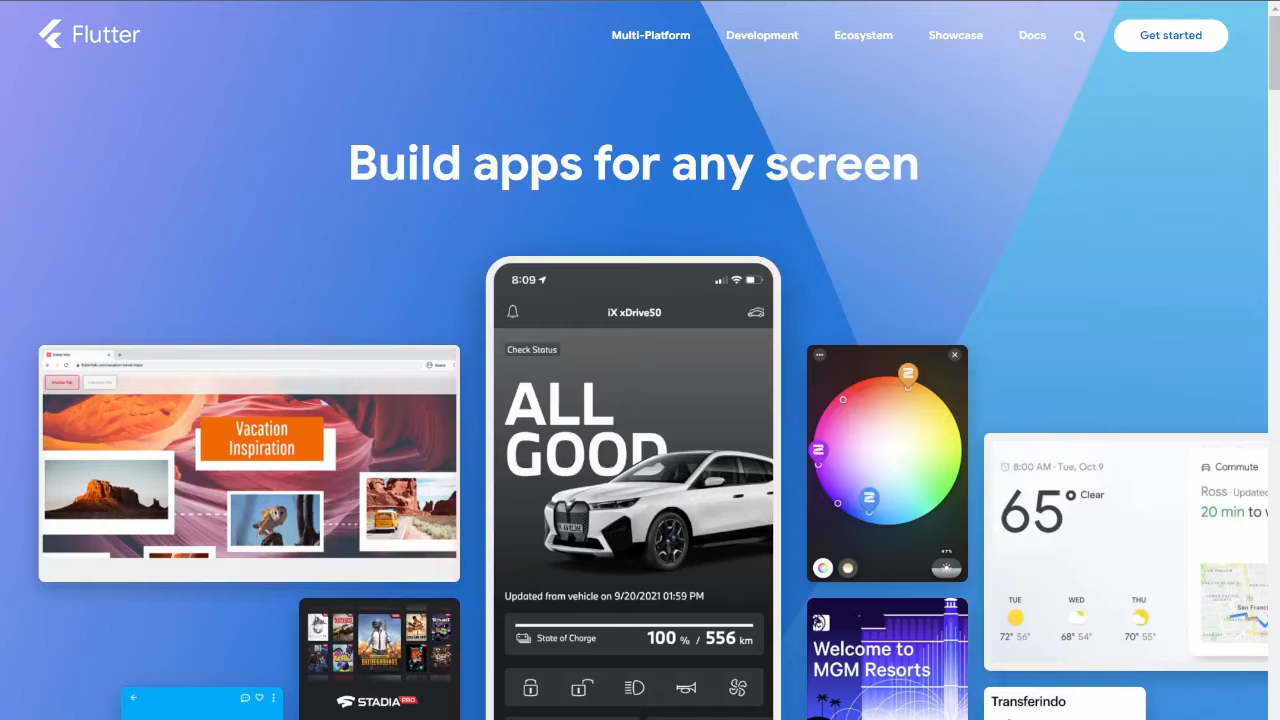 Flutter
Multi-Platform
Development
Ecosystem
Showcase
Docs
Get started
Build apps for any screen
8:09
iX xDrive50
Check Status
ALL
GOOD
Updated from vehicle on 9/20/2021 01:59 PM
State of Charge
100 % / 556 km
Vacation
Inspiration
STADIA PRO
47%
Welcome to
MGM Resorts
8:00 AM · Tue, Oct 9
65° Clear
TUE
WED
THU
72° 56°
68° 54°
70° 55°
Commute
Ross · Updated
20 min to w
San Franc
Transferindo